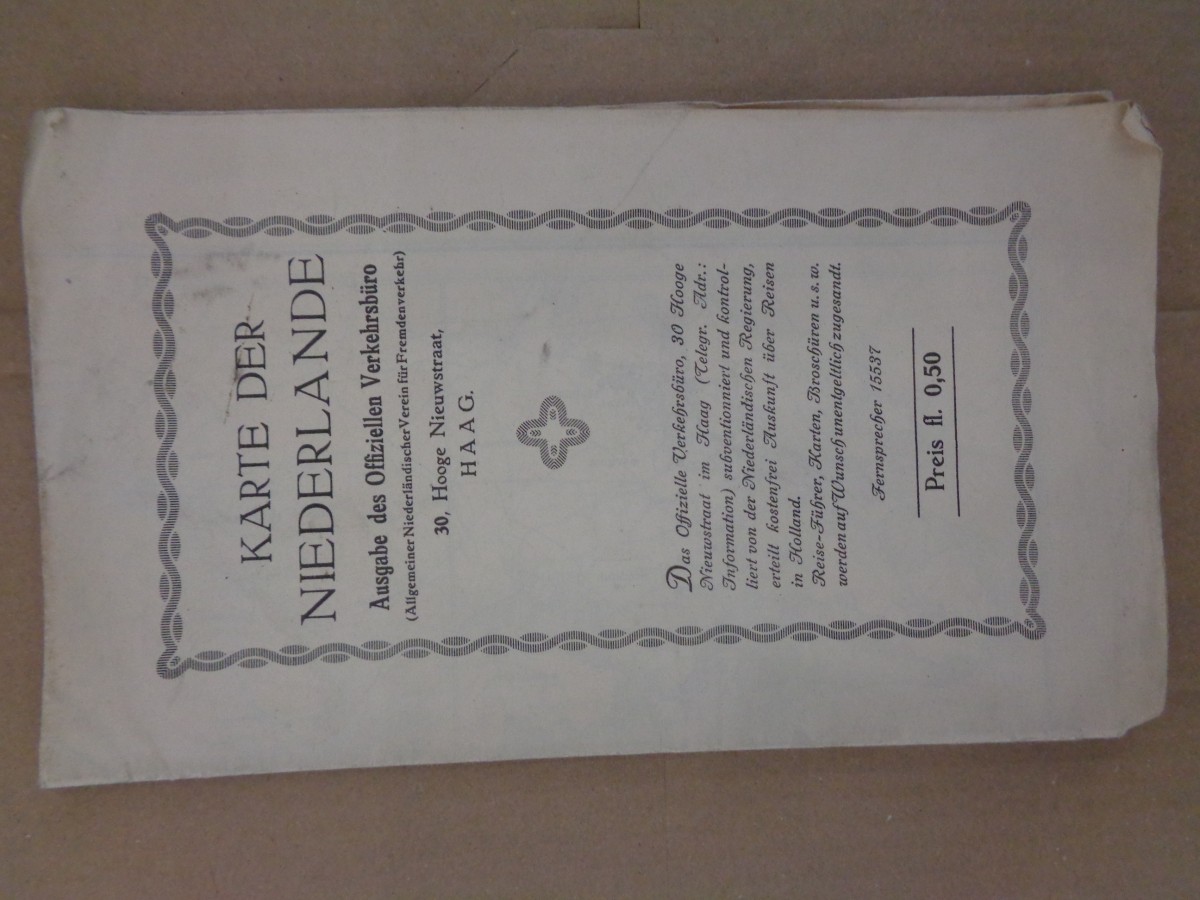 KARTE DER
NIEDERLANDE
Ausgabe des Offiziellen Verkehrsbüro
(Allgemeiner Niederländischer Verein für Fremdenverkehr)
30, Hooge Nieuwstraat,
HAAG.
Das Offizielle Verkehrsbüro, 30 Hooge
Nieuwstraat im Haag (Telegr. Adr.:
Information) subventionniert und kontrol-
liert von der Niederländischen Regierung,
erteilt kostenfrei Auskunft über Reisen
in Holland.
Reise-Führer, Karten, Broschüren u. s. w.
werden auf Wunsch unentgeltlich zugesandt.
Fernsprecher 15537
Preis fl. 0,50